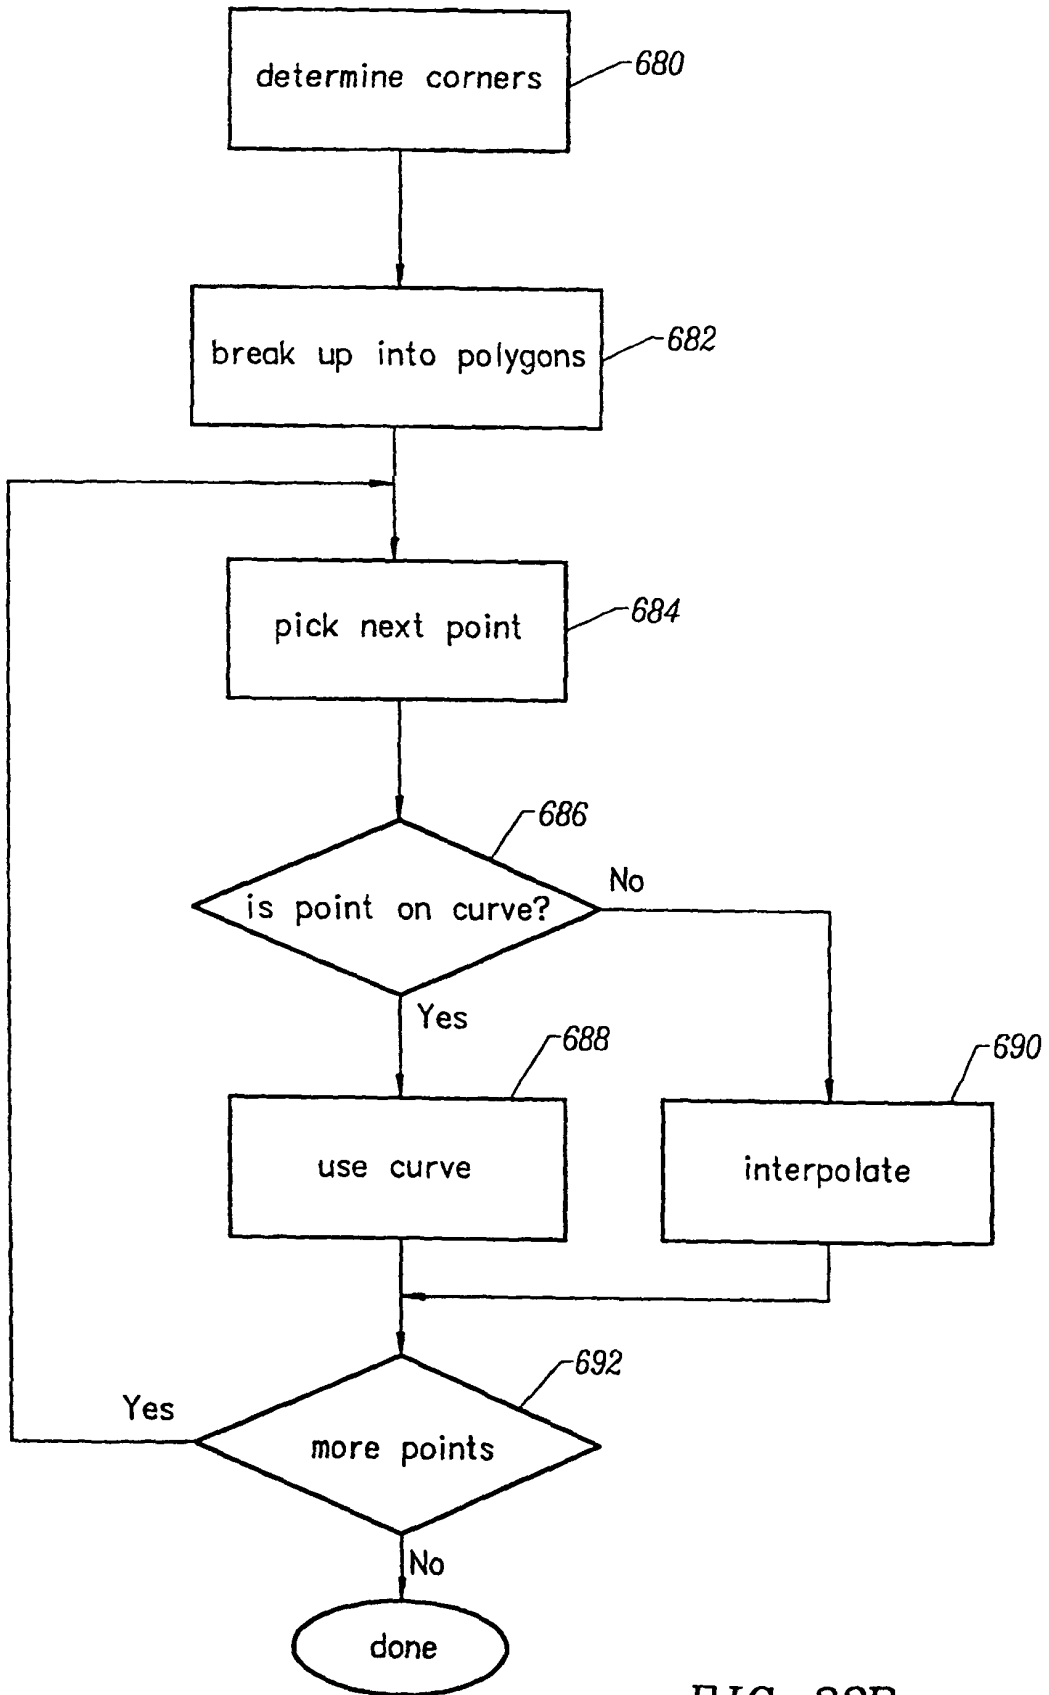 determine corners
680
break up into polygons
682
pick next point
684
686
is point on curve?
No
Yes
688
690
use curve
interpolate
692
Yes
more points
No
done